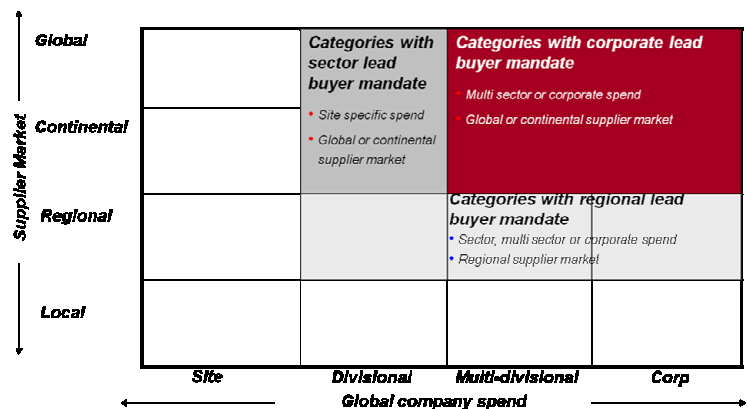 Global
Continental
Regional
Local
Supplier Market
Categories with
sector lead
buyer mandate
• Site specific spend
• Global or continental
supplier market
Categories with corporate lead
buyer mandate
• Multi sector or corporate spend
• Global or continental supplier market
Categories with regional lead
buyer mandate
• Sector, multi sector or corporate spend
• Regional supplier market
Site
Divisional
Multi-divisional
Corp
Global company spend